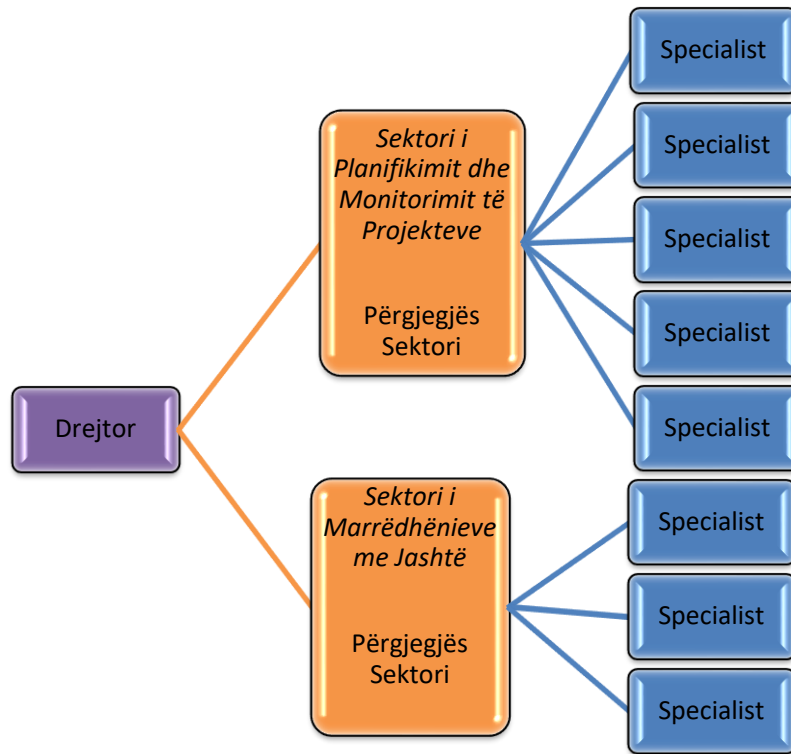 Drejtor
Sektori i
Planifikimit dhe
Monitorimit të
Projekteve
Përgjegjës
Sektori
Specialist
Specialist
Specialist
Specialist
Specialist
Sektori i
Marrëdhënieve
me Jashtë
Përgjegjës
Sektori
Specialist
Specialist
Specialist